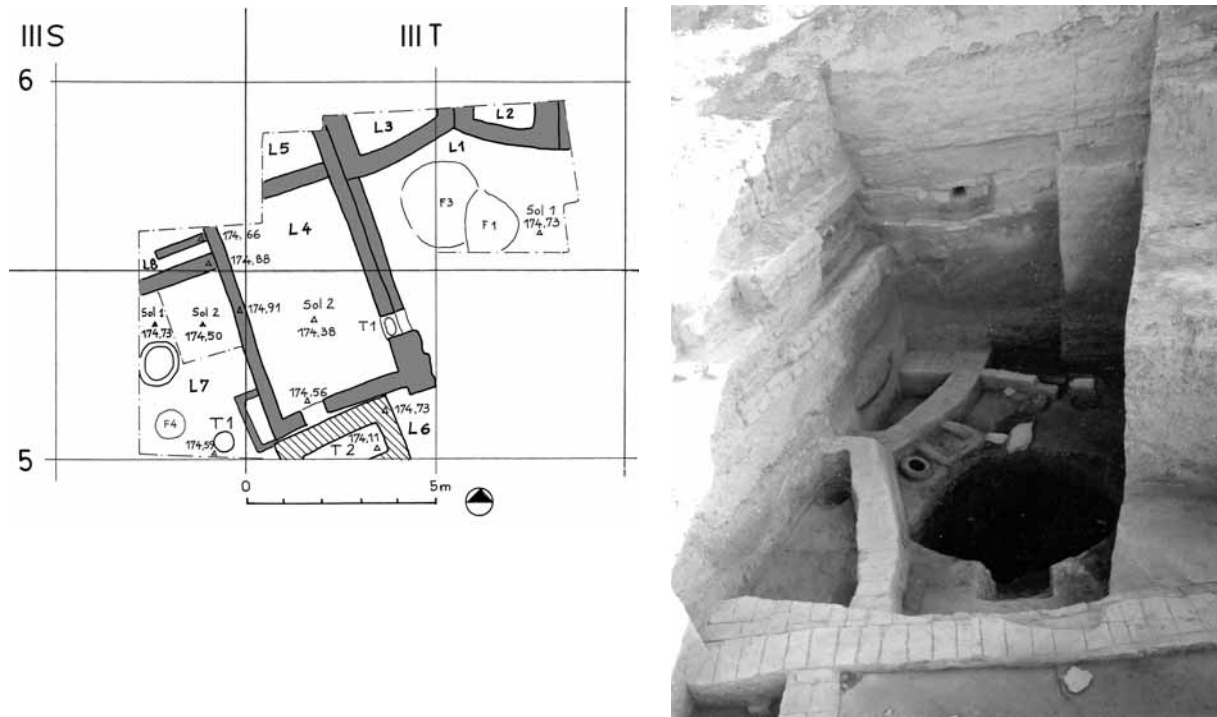 III S
III T
6
L3
L2
L5
L1
F3
F1
Sol 1
174,73
L4
174,66
L8
174,88
174,91
Sol 1
174,73
Sol 2
174,50
Sol 2
174,38
T1
L7
174,56
174,73
F4
T1
L6
174,59
T 2
174,11
5
0
5m